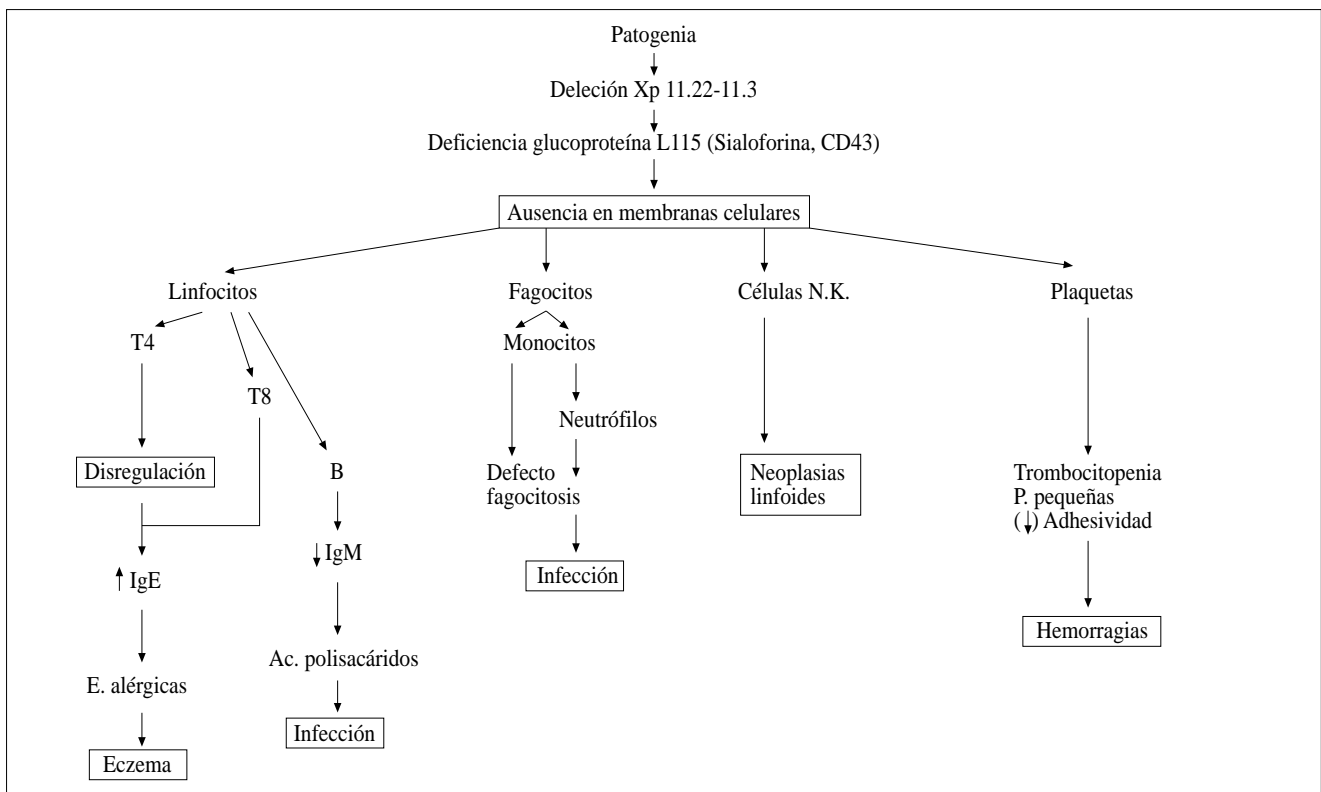 Patogenia
Deleción Xp 11.22-11.3
Deficiencia glucoproteína L115 (Sialoforina, CD43)
Ausencia en membranas celulares
Linfocitos
Fagocitos
Células N.K.
Plaquetas
T4
T8
Disregulación
↑ IgE
E. alérgicas
Eczema
B
↓ IgM
Ac. polisacáridos
Infección
Monocitos
Neutrófilos
Defecto
fagocitosis
Infección
Neoplasias
linfoides
Trombocitopenia
P. pequeñas
(↓) Adhesividad
Hemorragias